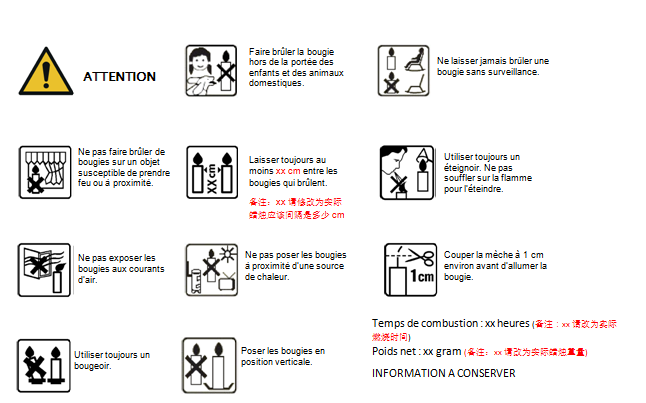 ATTENTION
Faire brûler la bougie
hors de la portée des
enfants et des animaux
domestiques.
Ne laisser jamais brûler une
bougie sans surveillance.
Ne pas faire brûler de
bougies sur un objet
susceptible de prendre
feu ou à proximité.
XX cm
Laisser toujours au
moins xx cm entre les
bougies qui brûlent.
备注：xx 请修改为实际
蜡烛应该间隔是多少 cm
Utiliser toujours un
éteignoir. Ne pas
souffler sur la flamme
pour l'éteindre.
Ne pas exposer les
bougies aux courants
d'air.
Ne pas poser les bougies
à proximité d'une source
de chaleur.
1cm
Couper la mèche à 1 cm
environ avant d'allumer la
bougie.
Utiliser toujours un
bougeoir.
Poser les bougies en
position verticale.
Temps de combustion : xx heures (备注：xx 请改为实际
燃烧时间)
Poids net : xx gram (备注：xx 请改为实际蜡烛重量)
INFORMATION A CONSERVER